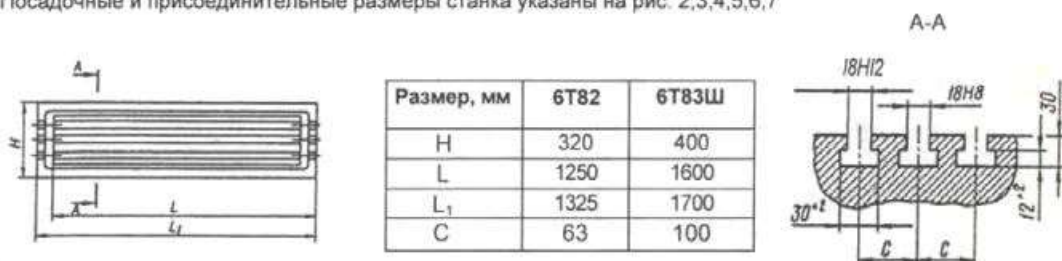 Посадочные и присоединительные размеры станка указаны на рис. 2,3,4,5,6,7
А-А
А
H
А
L
L₁
Размер, мм 6Т82 6Т83Ш
H 320 400
L 1250 1600
L₁ 1325 1700
C 63 100
18H12
18H8
30
12⁺²
30⁺²
C C